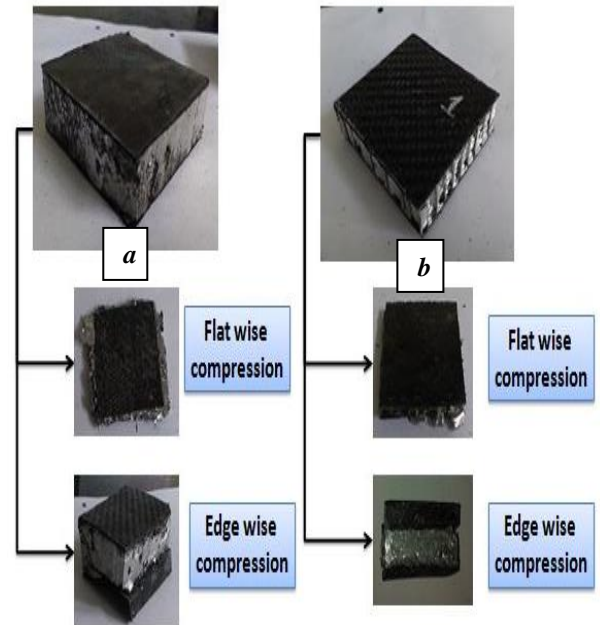 1
a
b
Flat wise
compression
Flat wise
compression
Edge wise
compression
Edge wise
compression